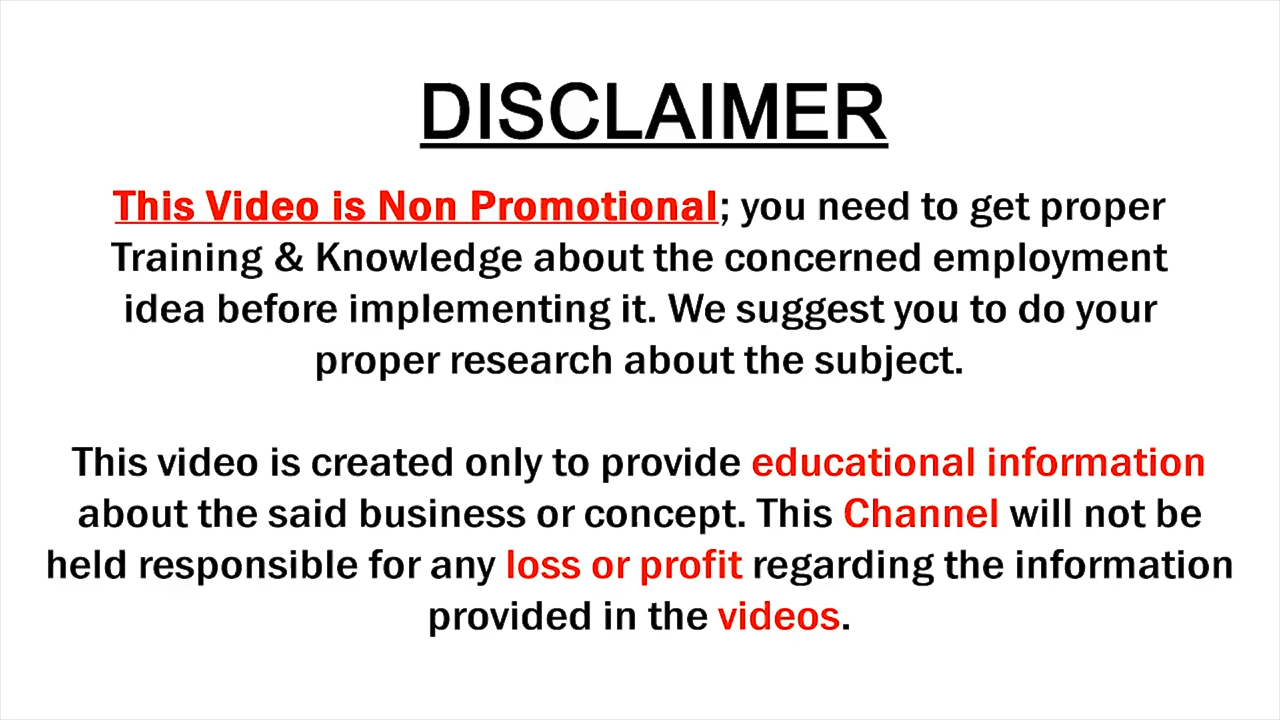 DISCLAIMER
This Video is Non Promotional; you need to get proper
Training & Knowledge about the concerned employment
idea before implementing it. We suggest you to do your
proper research about the subject.
This video is created only to provide educational information
about the said business or concept. This Channel will not be
held responsible for any loss or profit regarding the information
provided in the videos.